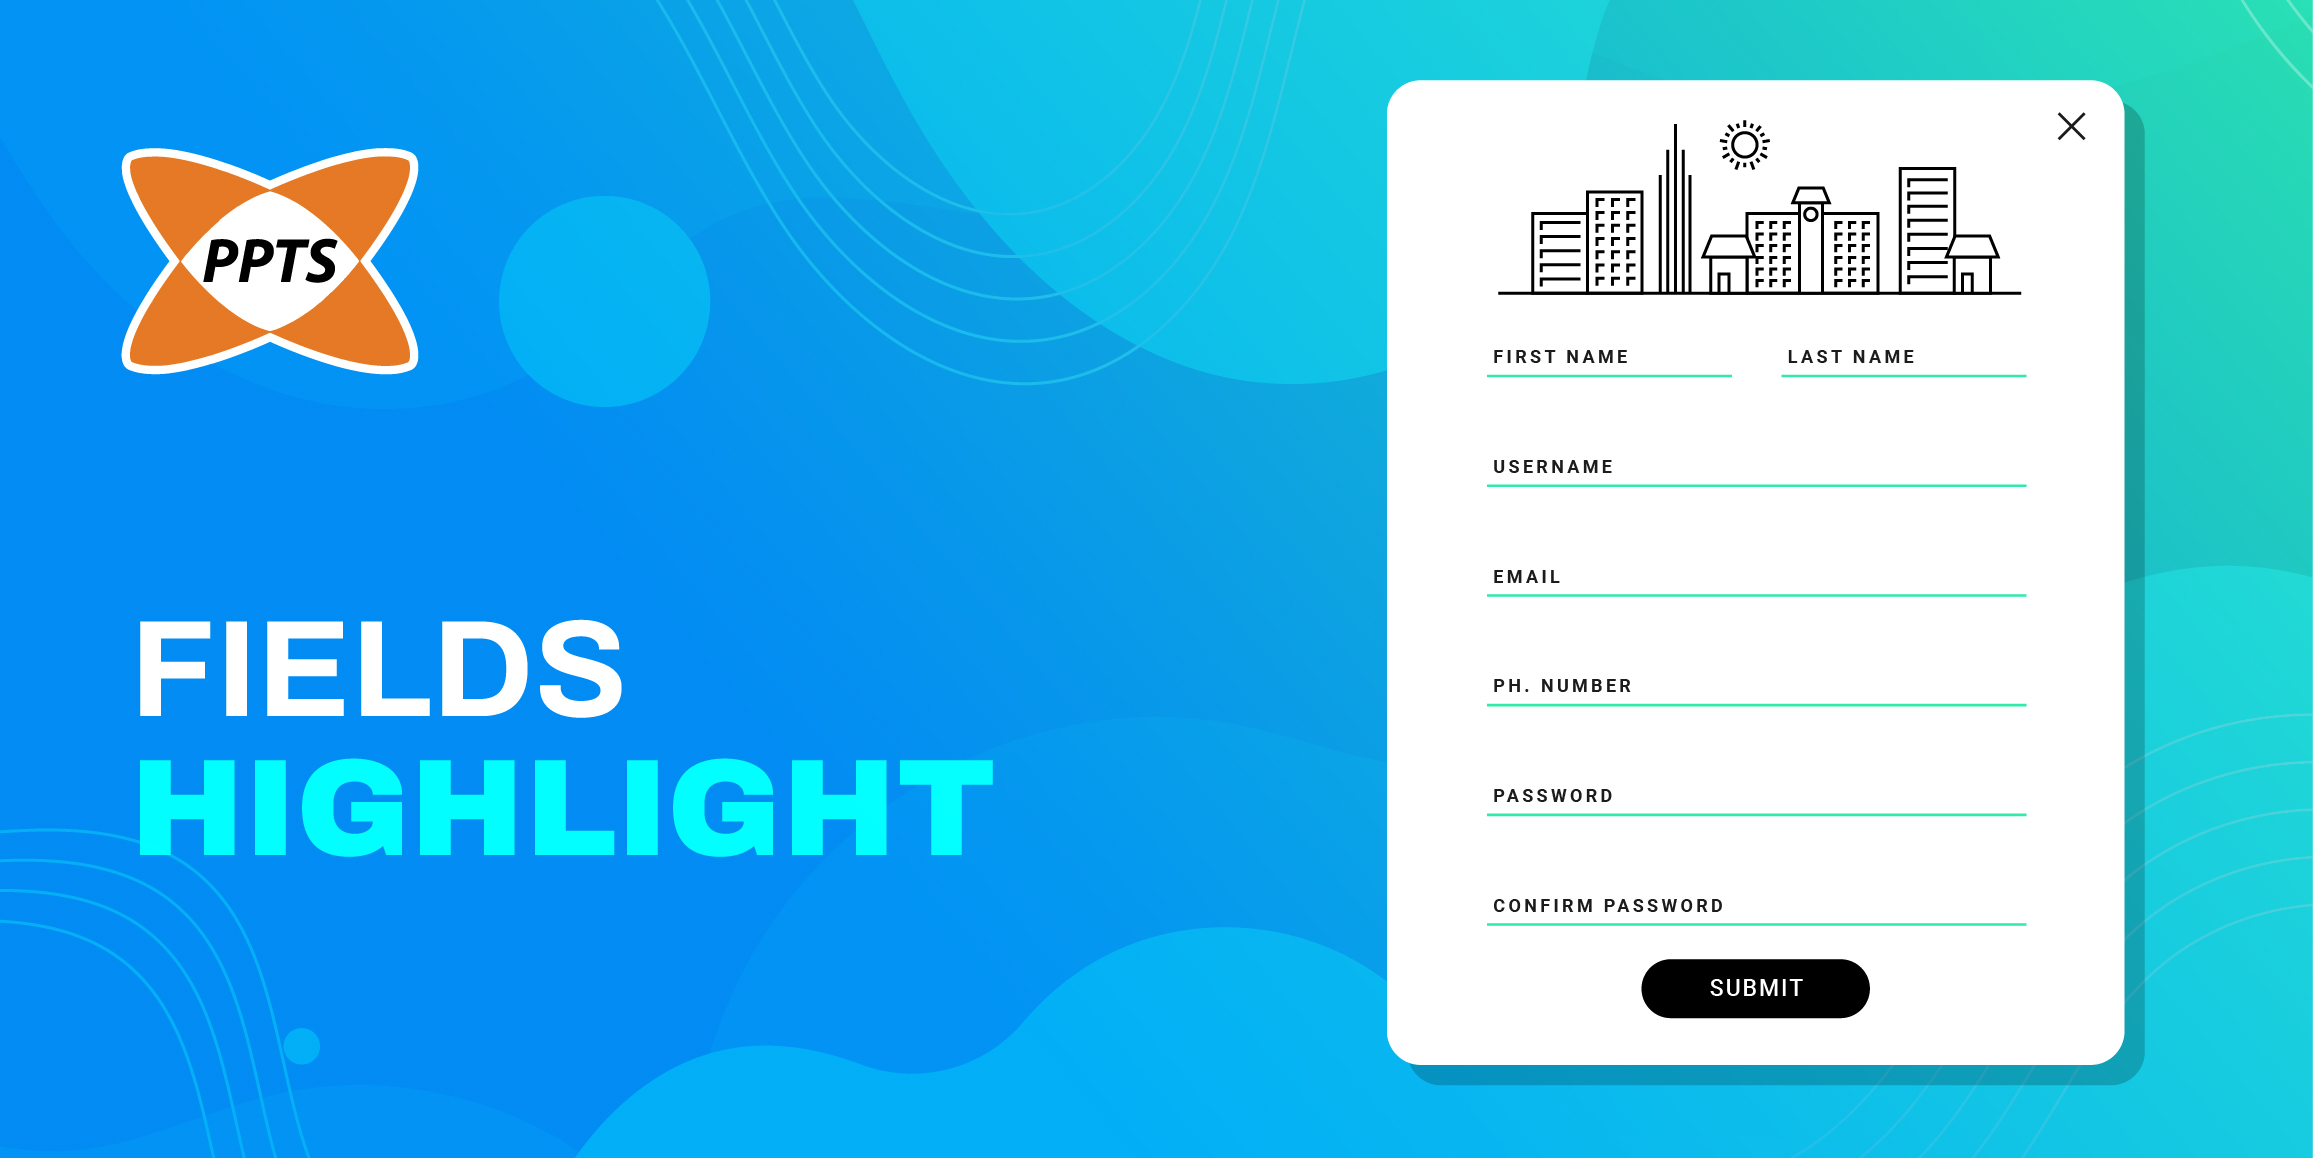 PPTS
FIELDS
HIGHLIGHT
FIRST NAME
LAST NAME
USERNAME
EMAIL
PH. NUMBER
PASSWORD
CONFIRM PASSWORD
SUBMIT